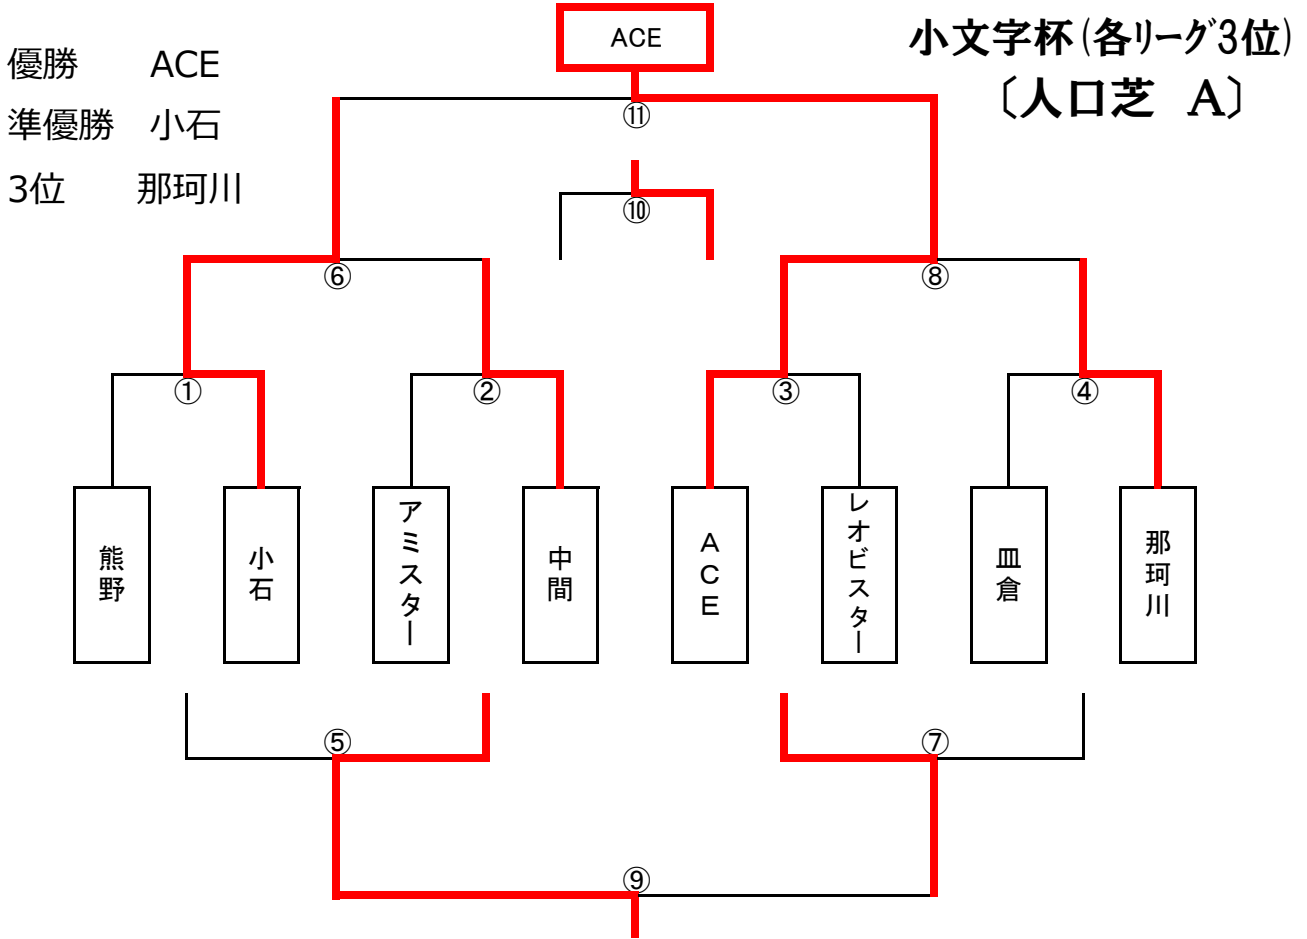 ACE
小文字杯(各リーグ3位)
〔人口芝 A〕
優勝 ACE
準優勝 小石
3位 那珂川
⑪
⑩
⑥
⑧
①
②
③
④
熊野
小石
アミスター
中間
ACE
レオビスター
皿倉
那珂川
⑤
⑦
⑨